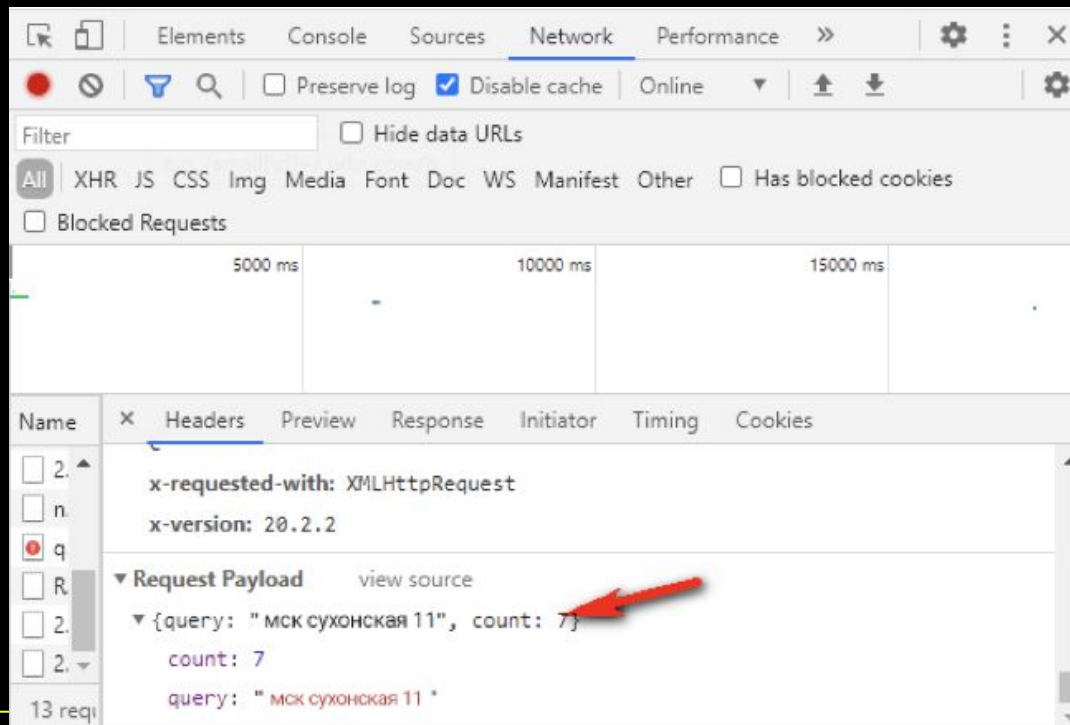 Elements Console Sources Network Performance »
Preserve log Disable cache Online
Filter Hide data URLs
All XHR JS CSS Img Media Font Doc WS Manifest Other Has blocked cookies
Blocked Requests
5000 ms 10000 ms 15000 ms
Name × Headers Preview Response Initiator Timing Cookies
2.
x-requested-with: XMLHttpRequest
n
x-version: 20.2.2
q
R
▼ Request Payload view source
2.
▼ {query: " мск сухонская 11", count: 7}
2.
count: 7
query: " мск сухонская 11 "
13 requ